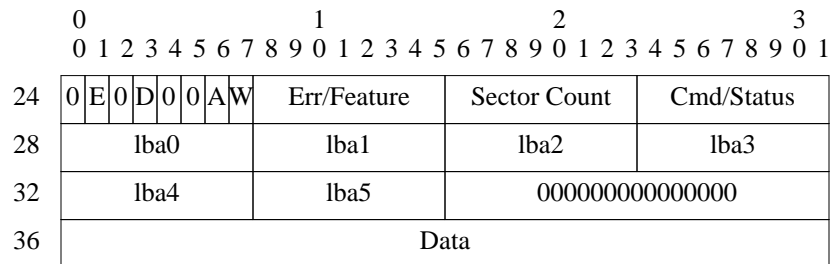 0 1 2 3
0 1 2 3 4 5 6 7 8 9 0 1 2 3 4 5 6 7 8 9 0 1 2 3 4 5 6 7 8 9 0 1
24 0 E 0 D 0 0 A W Err/Feature Sector Count Cmd/Status
28 lba0 lba1 lba2 lba3
32 lba4 lba5 000000000000000
36 Data